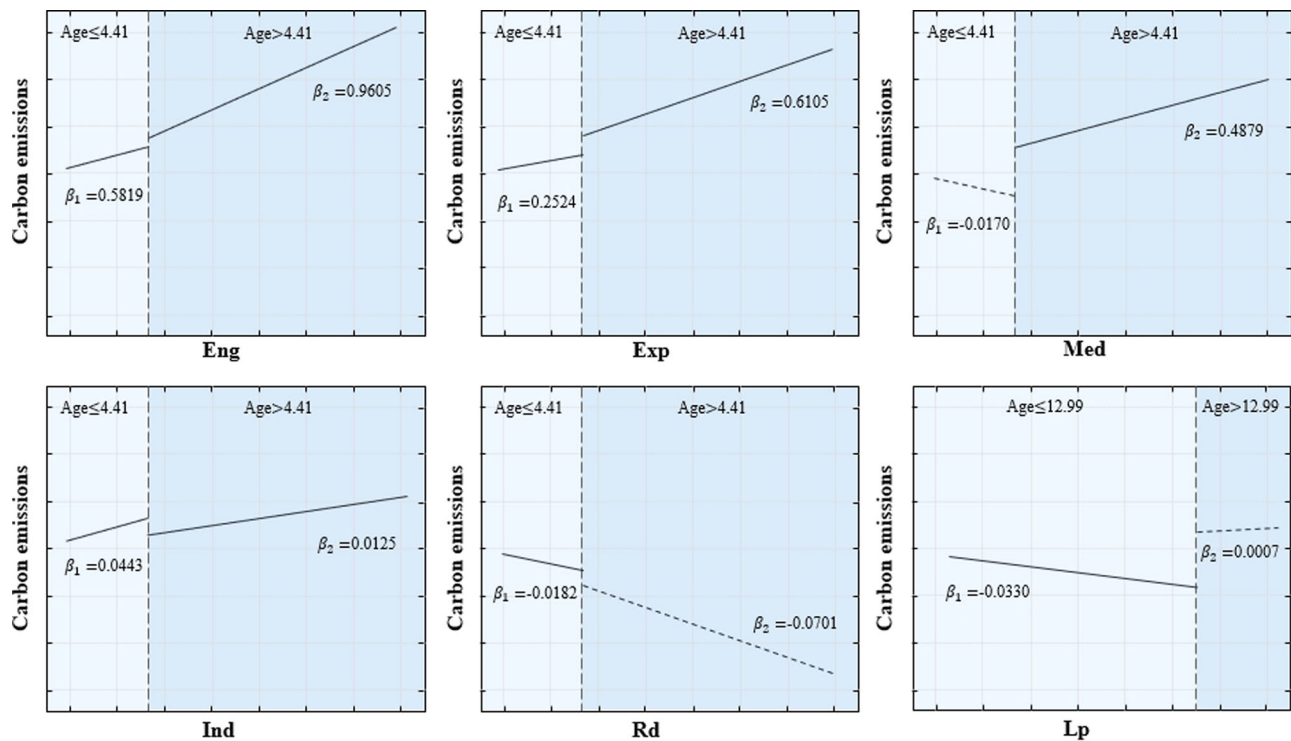 Age≤4.41
Age>4.41
β₂ =0.9605
β₁ =0.5819
Carbon emissions
Eng
Age≤4.41
Age>4.41
β₂ =0.6105
β₁ =0.2524
Carbon emissions
Exp
Age≤4.41
Age>4.41
β₂ =0.4879
β₁ =-0.0170
Carbon emissions
Med
Age≤4.41
Age>4.41
β₂ =0.0125
β₁ =0.0443
Carbon emissions
Ind
Age≤4.41
Age>4.41
β₁ =-0.0182
β₂ =-0.0701
Carbon emissions
Rd
Age≤12.99
Age>12.99
β₂ =0.0007
β₁ =-0.0330
Carbon emissions
Lp